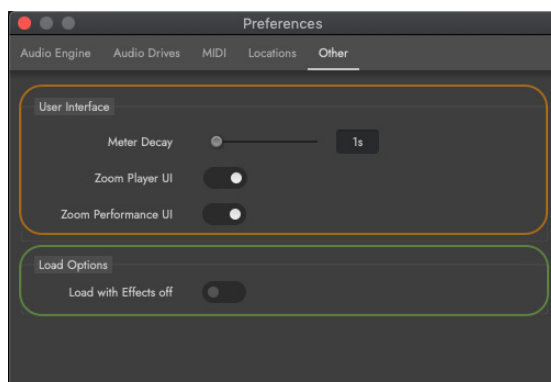 Preferences
Audio Engine Audio Drives MIDI Locations Other
User Interface
Meter Decay 1s
Zoom Player UI
Zoom Performance UI
Load Options
Load with Effects off